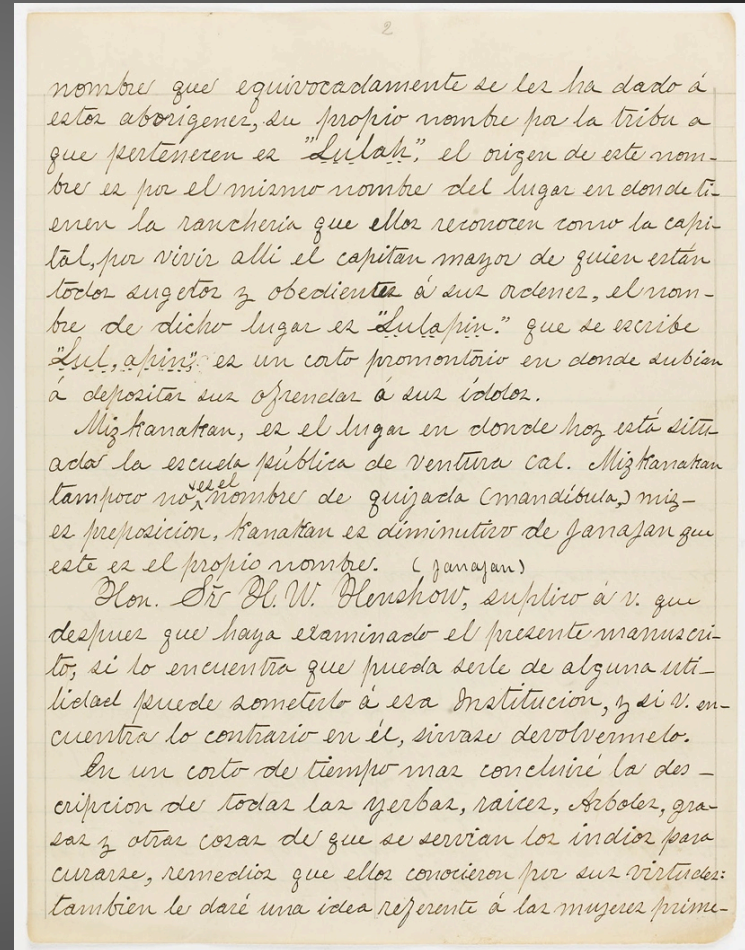 2
nombre que equivocadamente se les ha dado á
estos aborígenes, su propio nombre por la tribu a
que pertenecen es "Lulah", el origen de este nom-
bre es por el mismo nombre del lugar en donde ti-
enen la rancheria que ellos reconocen como la capi-
tal, por vivir alli el capitan mayor de quien están
todos sugetos y obedientes á sus ordenes, el nom-
bre de dicho lugar es "Lulapin." que se escribe
"Lul,apin", es un corto promontorio en donde subian
á depositar sus ofrendas á sus ídolos.
Mizkanakan, es el lugar en donde hoy está situ-
ada la escuela pública de Ventura Cal. Mizkanakan
tampoco no es el nombre de quijada (mandíbula,) miz-
es preposición, kanakan es diminutivo de Janajan que
este es el propio nombre. (Janajan)
Hon. Sr. H. W. Henshow, suplico á v. que
despues que haya examinado el presente manuscri-
to, si lo encuentra que pueda serle de alguna uti-
lidad puede someterlo á esa Institucion, y si v. en-
cuentra lo contrario en él, sirvase devolvermelo.
En un corto de tiempo mas concluiré la des-
cripcion de todas las yerbas, raices, Arboles, gra-
sas y otras cosas de que se servian los indios para
curarse, remedios que ellos conocieron por sus virtudes:
tambien le daré una idea referente á las mujeres prime-